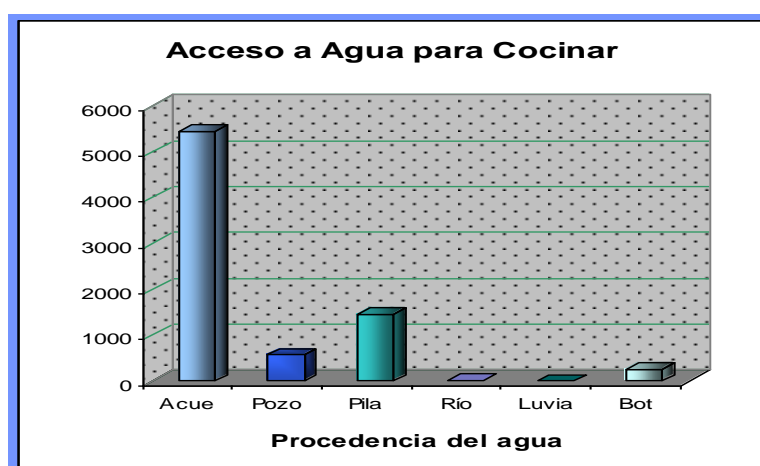 Acceso a Agua para Cocinar
6000
5000
4000
3000
2000
1000
0
Acue Pozo Pila Río Luvia Bot
Procedencia del agua